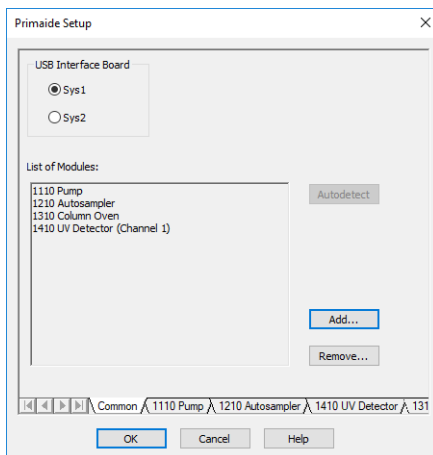 Primaide Setup
USB Interface Board
Sys1
Sys2
List of Modules:
1110 Pump
1210 Autosampler
1310 Column Oven
1410 UV Detector (Channel 1)
Autodetect
Add...
Remove...
Common 1110 Pump 1210 Autosampler 1410 UV Detector 131
OK Cancel Help